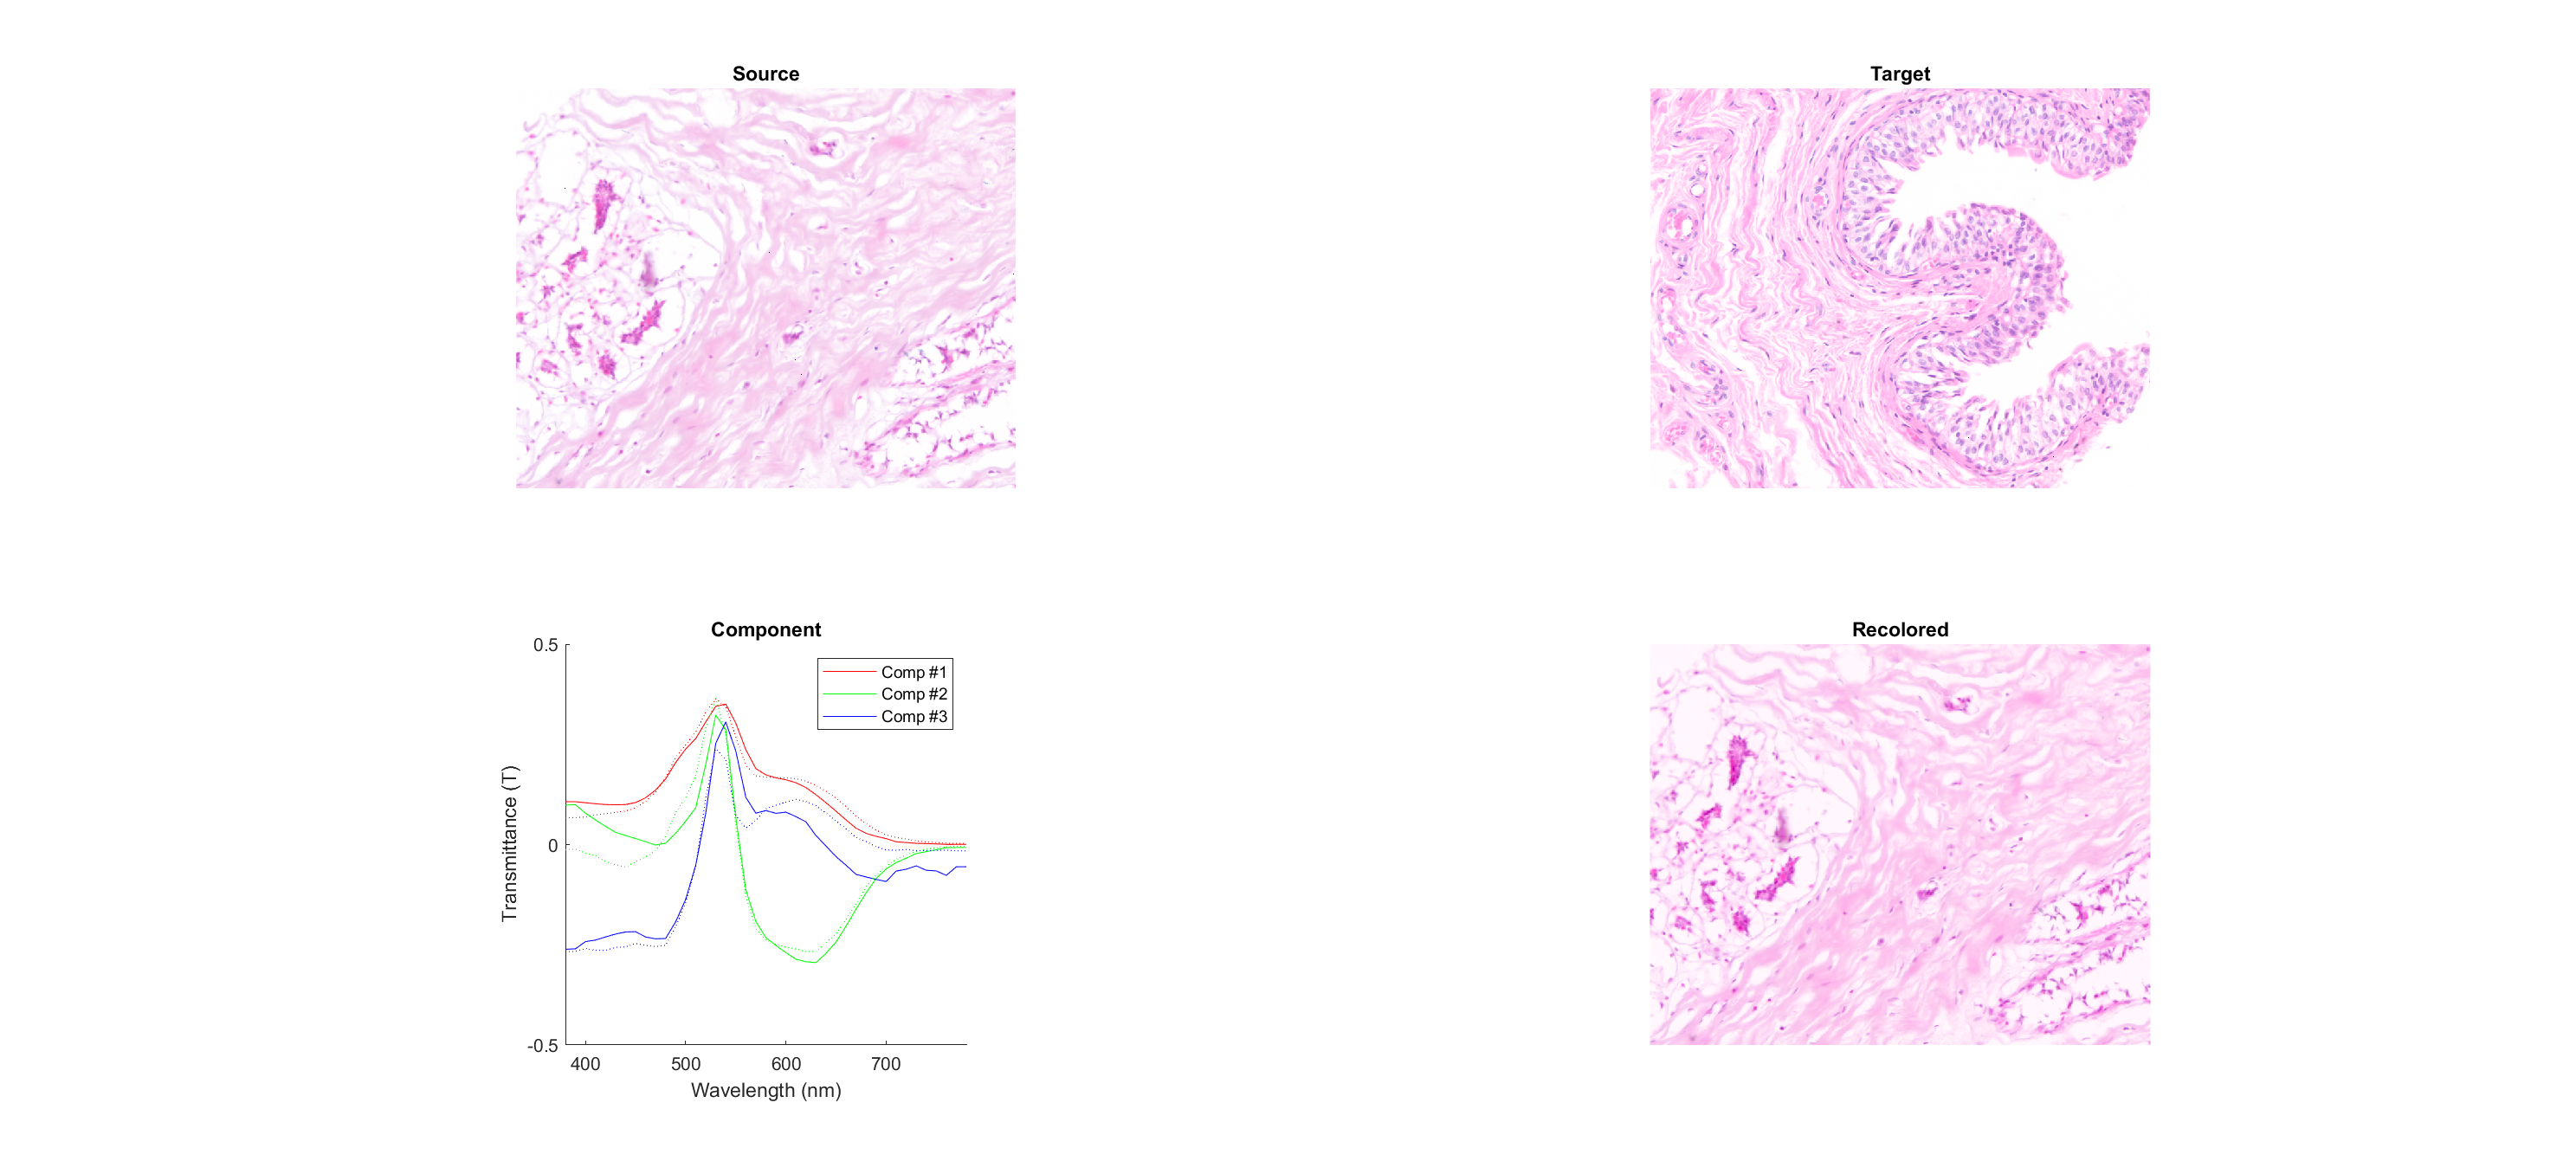 Source
Target
Component
0.5
0
-0.5
Transmittance (T)
400 500 600 700
Wavelength (nm)
Comp #1
Comp #2
Comp #3
Recolored